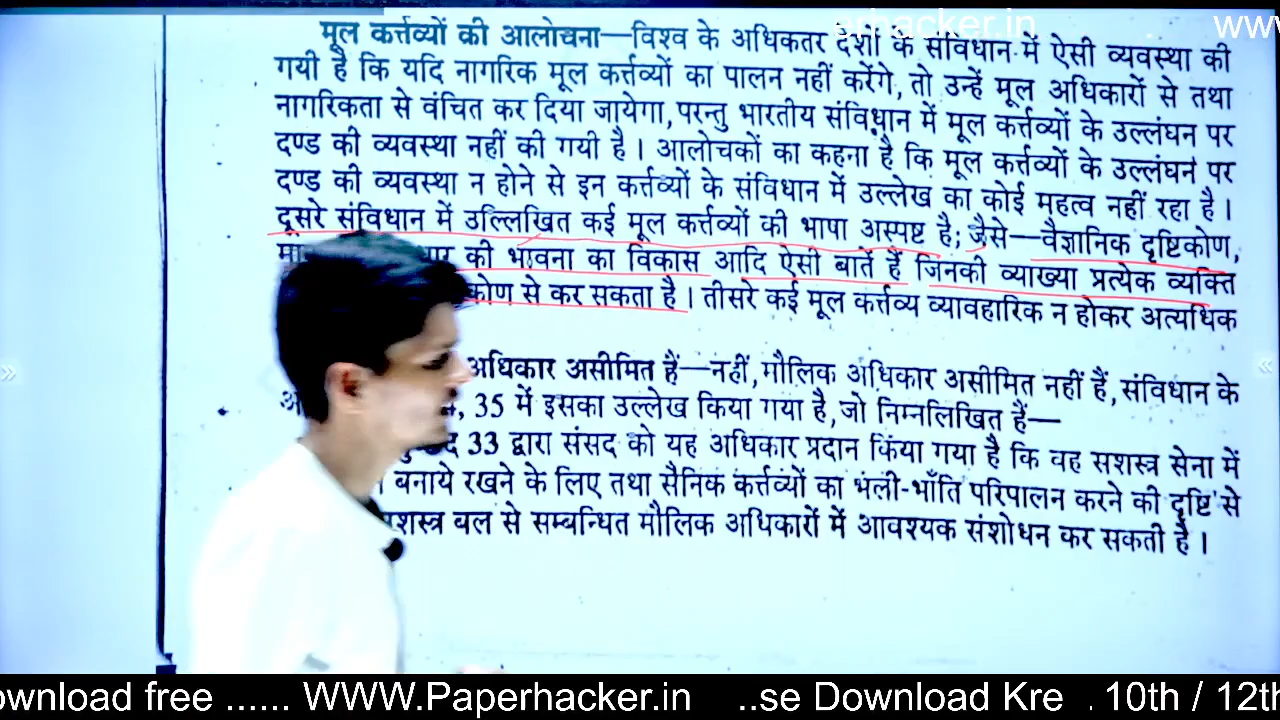 erhacker.in www
मूल कर्त्तव्यों की आलोचना—विश्व के अधिकतर देशों के संविधान में ऐसी व्यवस्था की
गयी है कि यदि नागरिक मूल कर्त्तव्यों का पालन नहीं करेंगे, तो उन्हें मूल अधिकारों से तथा
नागरिकता से वंचित कर दिया जायेगा, परन्तु भारतीय संविधान में मूल कर्त्तव्यों के उल्लंघन पर
दण्ड की व्यवस्था नहीं की गयी है। आलोचकों का कहना है कि मूल कर्त्तव्यों के उल्लंघन पर
दण्ड की व्यवस्था न होने से इन कर्त्तव्यों के संविधान में उल्लेख का कोई महत्व नहीं रहा है।
दूसरे संविधान में उल्लिखित कई मूल कर्त्तव्यों की भाषा अस्पष्ट है; जैसे—वैज्ञानिक दृष्टिकोण,
की भावना का विकास आदि ऐसी बातें हैं जिनकी व्याख्या प्रत्येक व्यक्ति
कोण से कर सकता है। तीसरे कई मूल कर्त्तव्य व्यावहारिक न होकर अत्यधिक
अधिकार असीमित हैं—नहीं, मौलिक अधिकार असीमित नहीं हैं, संविधान के
35 में इसका उल्लेख किया गया है, जो निम्नलिखित हैं—
33 द्वारा संसद को यह अधिकार प्रदान किया गया है कि वह सशस्त्र सेना में
बनाये रखने के लिए तथा सैनिक कर्त्तव्यों का भली-भाँति परिपालन करने की दृष्टि से
सशस्त्र बल से सम्बन्धित मौलिक अधिकारों में आवश्यक संशोधन कर सकती है।
ownload free ...... WWW.Paperhacker.in ..se Download Kre . 10th / 12th